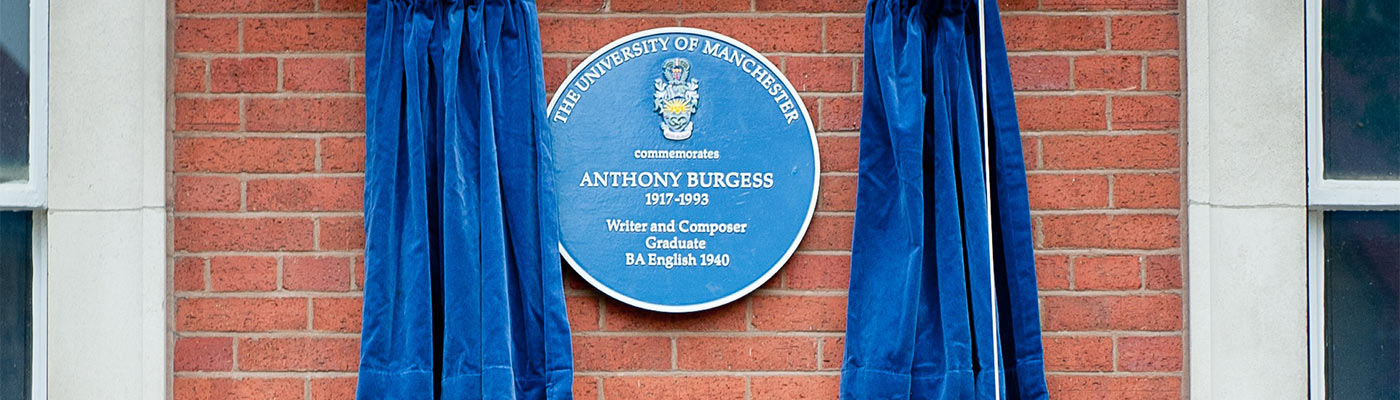 THE UNIVERSITY OF MANCHESTER
commemorates
ANTHONY BURGESS
1917-1993
Writer and Composer
Graduate
BA English 1940